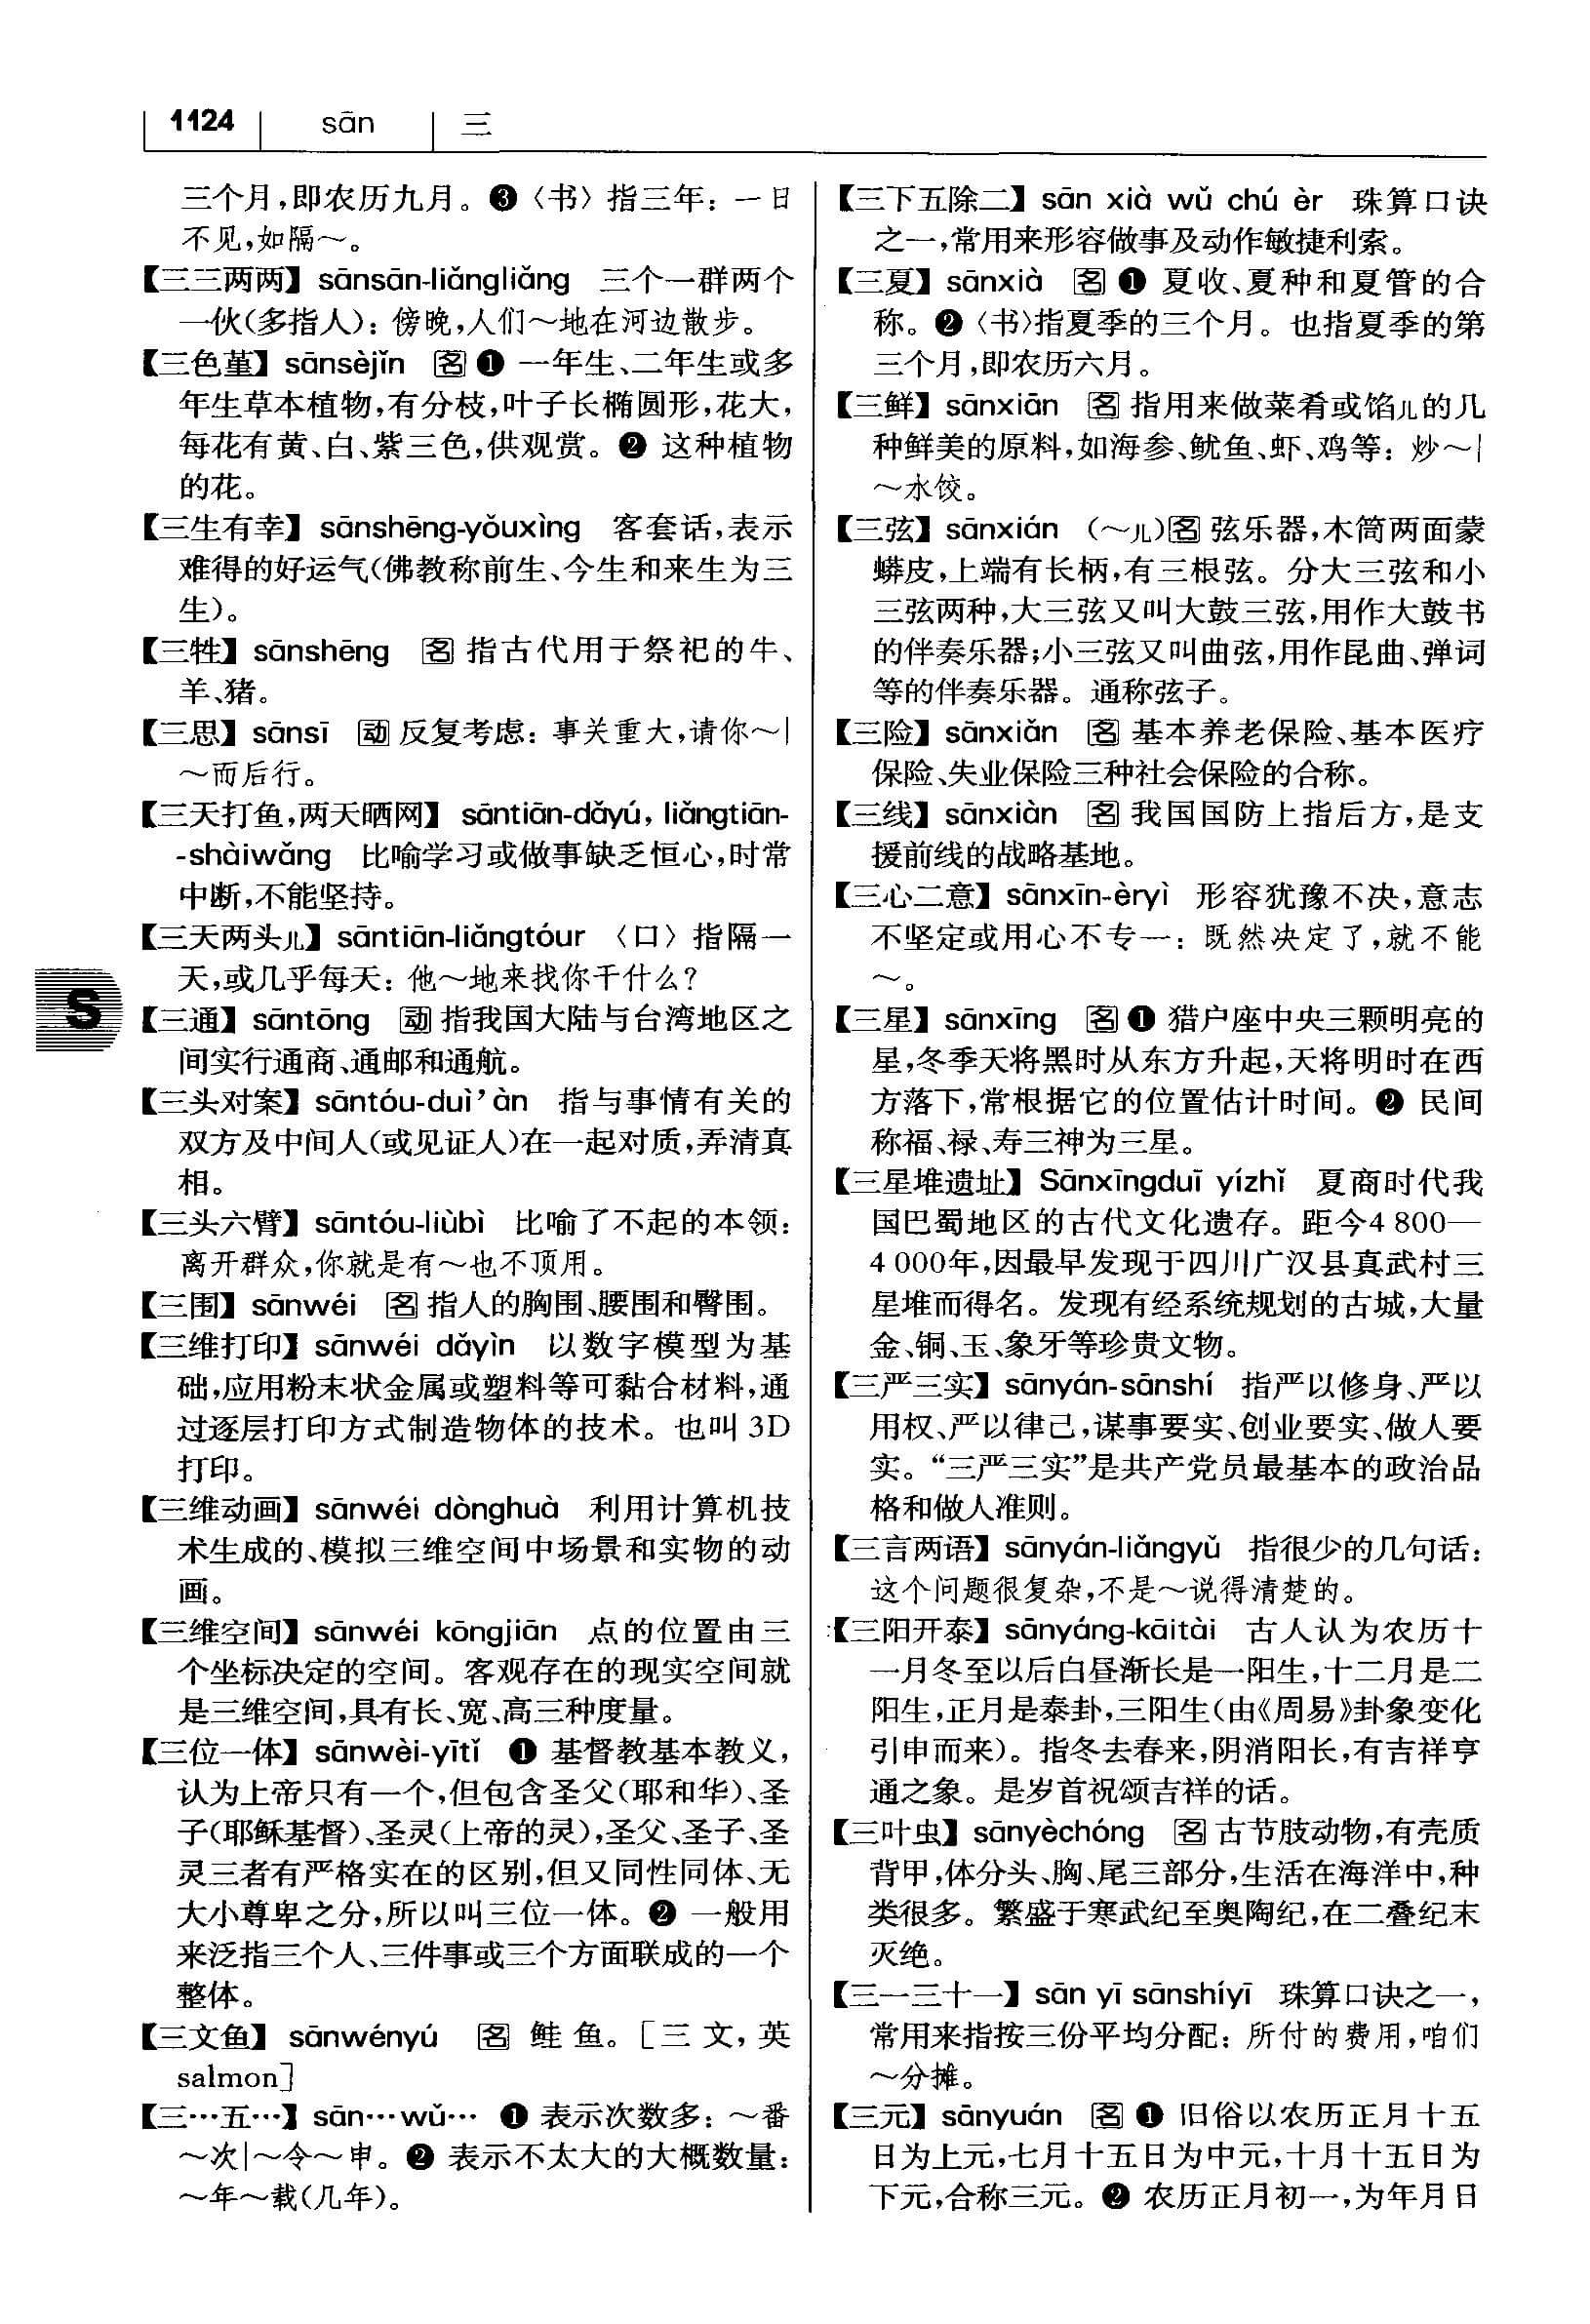 1124 sān 三
三个月,即农历九月。❸〈书〉指三年：一日
不见,如隔～。
【三三两两】sānsān-liǎngliǎng 三个一群两个
一伙(多指人)：傍晚,人们～地在河边散步。
【三色堇】sānsèjǐn 名❶ 一年生、二年生或多
年生草本植物,有分枝,叶子长椭圆形,花大,
每花有黄、白、紫三色,供观赏。❷ 这种植物
的花。
【三生有幸】sānshēng-yǒuxìng 客套话,表示
难得的好运气(佛教称前生、今生和来生为三
生)。
【三牲】sānshēng 名 指古代用于祭祀的牛、
羊、猪。
【三思】sānsī 动 反复考虑：事关重大,请你～|
～而后行。
【三天打鱼,两天晒网】sāntiān-dǎyú, liǎngtiān-
-shàiwǎng 比喻学习或做事缺乏恒心,时常
中断,不能坚持。
【三天两头儿】sāntiān-liǎngtóur 〈口〉指隔一
天,或几乎每天：他～地来找你干什么?
S
【三通】sāntōng 动 指我国大陆与台湾地区之
间实行通商、通邮和通航。
【三头对案】sāntóu-duì’àn 指与事情有关的
双方及中间人(或见证人)在一起对质,弄清真
相。
【三头六臂】sāntóu-liùbì 比喻了不起的本领：
离开群众,你就是有～也不顶用。
【三围】sānwéi 名 指人的胸围、腰围和臀围。
【三维打印】sānwéi dǎyìn 以数字模型为基
础,应用粉末状金属或塑料等可黏合材料,通
过逐层打印方式制造物体的技术。也叫 3D
打印。
【三维动画】sānwéi dònghuà 利用计算机技
术生成的、模拟三维空间中场景和实物的动
画。
【三维空间】sānwéi kōngjiān 点的位置由三
个坐标决定的空间。客观存在的现实空间就
是三维空间,具有长、宽、高三种度量。
【三位一体】sānwèi-yītǐ ❶ 基督教基本教义,
认为上帝只有一个,但包含圣父(耶和华)、圣
子(耶稣基督)、圣灵(上帝的灵),圣父、圣子、圣
灵三者有严格实在的区别,但又同性同体、无
大小尊卑之分,所以叫三位一体。❷ 一般用
来泛指三个人、三件事或三个方面联成的一个
整体。
【三文鱼】sānwényú 名 鲑鱼。[三文,英
salmon]
【三…五…】sān…wǔ… ❶ 表示次数多：～番
～次|～令～申。❷ 表示不太大的大概数量：
～年～载(几年)。
【三下五除二】sān xià wǔ chú èr 珠算口诀
之一,常用来形容做事及动作敏捷利索。
【三夏】sānxià 名❶ 夏收、夏种和夏管的合
称。❷〈书〉指夏季的三个月。也指夏季的第
三个月,即农历六月。
【三鲜】sānxiān 名 指用来做菜肴或馅儿的几
种鲜美的原料,如海参、鱿鱼、虾、鸡等：炒～|
～水饺。
【三弦】sānxián (～儿)名 弦乐器,木筒两面蒙
蟒皮,上端有长柄,有三根弦。分大三弦和小
三弦两种,大三弦又叫大鼓三弦,用作大鼓书
的伴奏乐器;小三弦又叫曲弦,用作昆曲、弹词
等的伴奏乐器。通称弦子。
【三险】sānxiǎn 名 基本养老保险、基本医疗
保险、失业保险三种社会保险的合称。
【三线】sānxiàn 名 我国国防上指后方,是支
援前线的战略基地。
【三心二意】sānxīn-èryì 形容犹豫不决,意志
不坚定或用心不专一：既然决定了,就不能
～。
【三星】sānxīng 名❶ 猎户座中央三颗明亮的
星,冬季天将黑时从东方升起,天将明时在西
方落下,常根据它的位置估计时间。❷ 民间
称福、禄、寿三神为三星。
【三星堆遗址】Sānxīngduī yízhǐ 夏商时代我
国巴蜀地区的古代文化遗存。距今4 800—
4 000年,因最早发现于四川广汉县真武村三
星堆而得名。发现有经系统规划的古城,大量
金、铜、玉、象牙等珍贵文物。
【三严三实】sānyán-sānshí 指严以修身、严以
用权、严以律己,谋事要实、创业要实、做人要
实。“三严三实”是共产党员最基本的政治品
格和做人准则。
【三言两语】sānyán-liǎngyǔ 指很少的几句话：
这个问题很复杂,不是～说得清楚的。
【三阳开泰】sānyáng-kāitài 古人认为农历十
一月冬至以后白昼渐长是一阳生,十二月是二
阳生,正月是泰卦,三阳生(由《周易》卦象变化
引申而来)。指冬去春来,阴消阳长,有吉祥亨
通之象。是岁首祝颂吉祥的话。
【三叶虫】sānyèchóng 名 古节肢动物,有壳质
背甲,体分头、胸、尾三部分,生活在海洋中,种
类很多。繁盛于寒武纪至奥陶纪,在二叠纪末
灭绝。
【三一三十一】sān yī sānshíyī 珠算口诀之一,
常用来指按三份平均分配：所付的费用,咱们
～分摊。
【三元】sānyuán 名❶ 旧俗以农历正月十五
日为上元,七月十五日为中元,十月十五日为
下元,合称三元。❷ 农历正月初一,为年月日